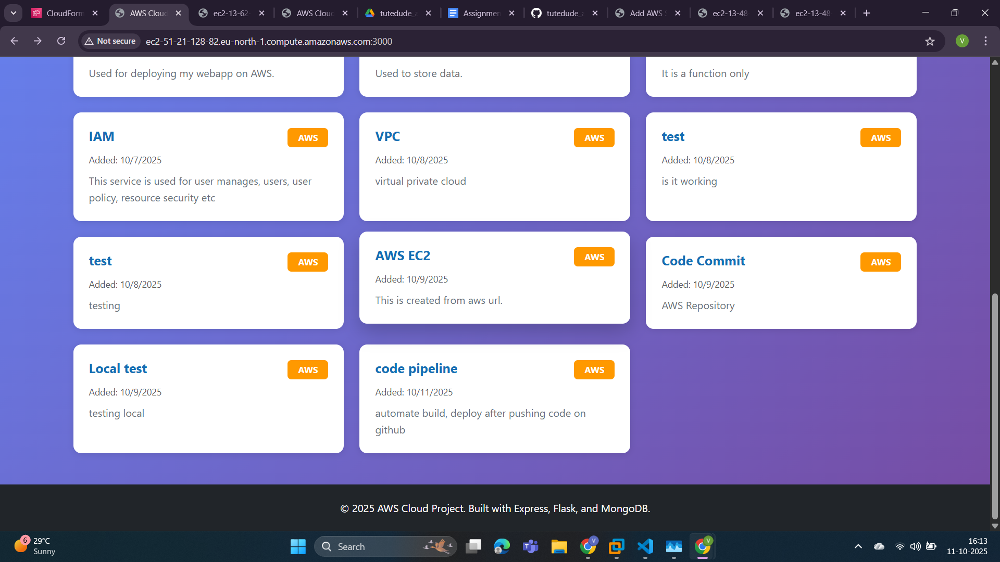 CloudForm
AWS Clou
ec2-13-62-
AWS Clou
tutedude_a
Assignmen
tutedude_a
Add AWS S
ec2-13-48
ec2-13-48-
Not secure
ec2-51-21-128-82.eu-north-1.compute.amazonaws.com:3000
V
Used for deploying my webapp on AWS.
Used to store data.
It is a function only
IAM
AWS
Added: 10/7/2025
This service is used for user manages, users, user
policy, resource security etc
VPC
AWS
Added: 10/8/2025
virtual private cloud
test
AWS
Added: 10/8/2025
is it working
test
AWS
Added: 10/8/2025
testing
AWS EC2
AWS
Added: 10/9/2025
This is created from aws url.
Code Commit
AWS
Added: 10/9/2025
AWS Repository
Local test
AWS
Added: 10/9/2025
testing local
code pipeline
AWS
Added: 10/11/2025
automate build, deploy after pushing code on
github
© 2025 AWS Cloud Project. Built with Express, Flask, and MongoDB.
6
29°C
Sunny
Search
V
V
16:13
11-10-2025